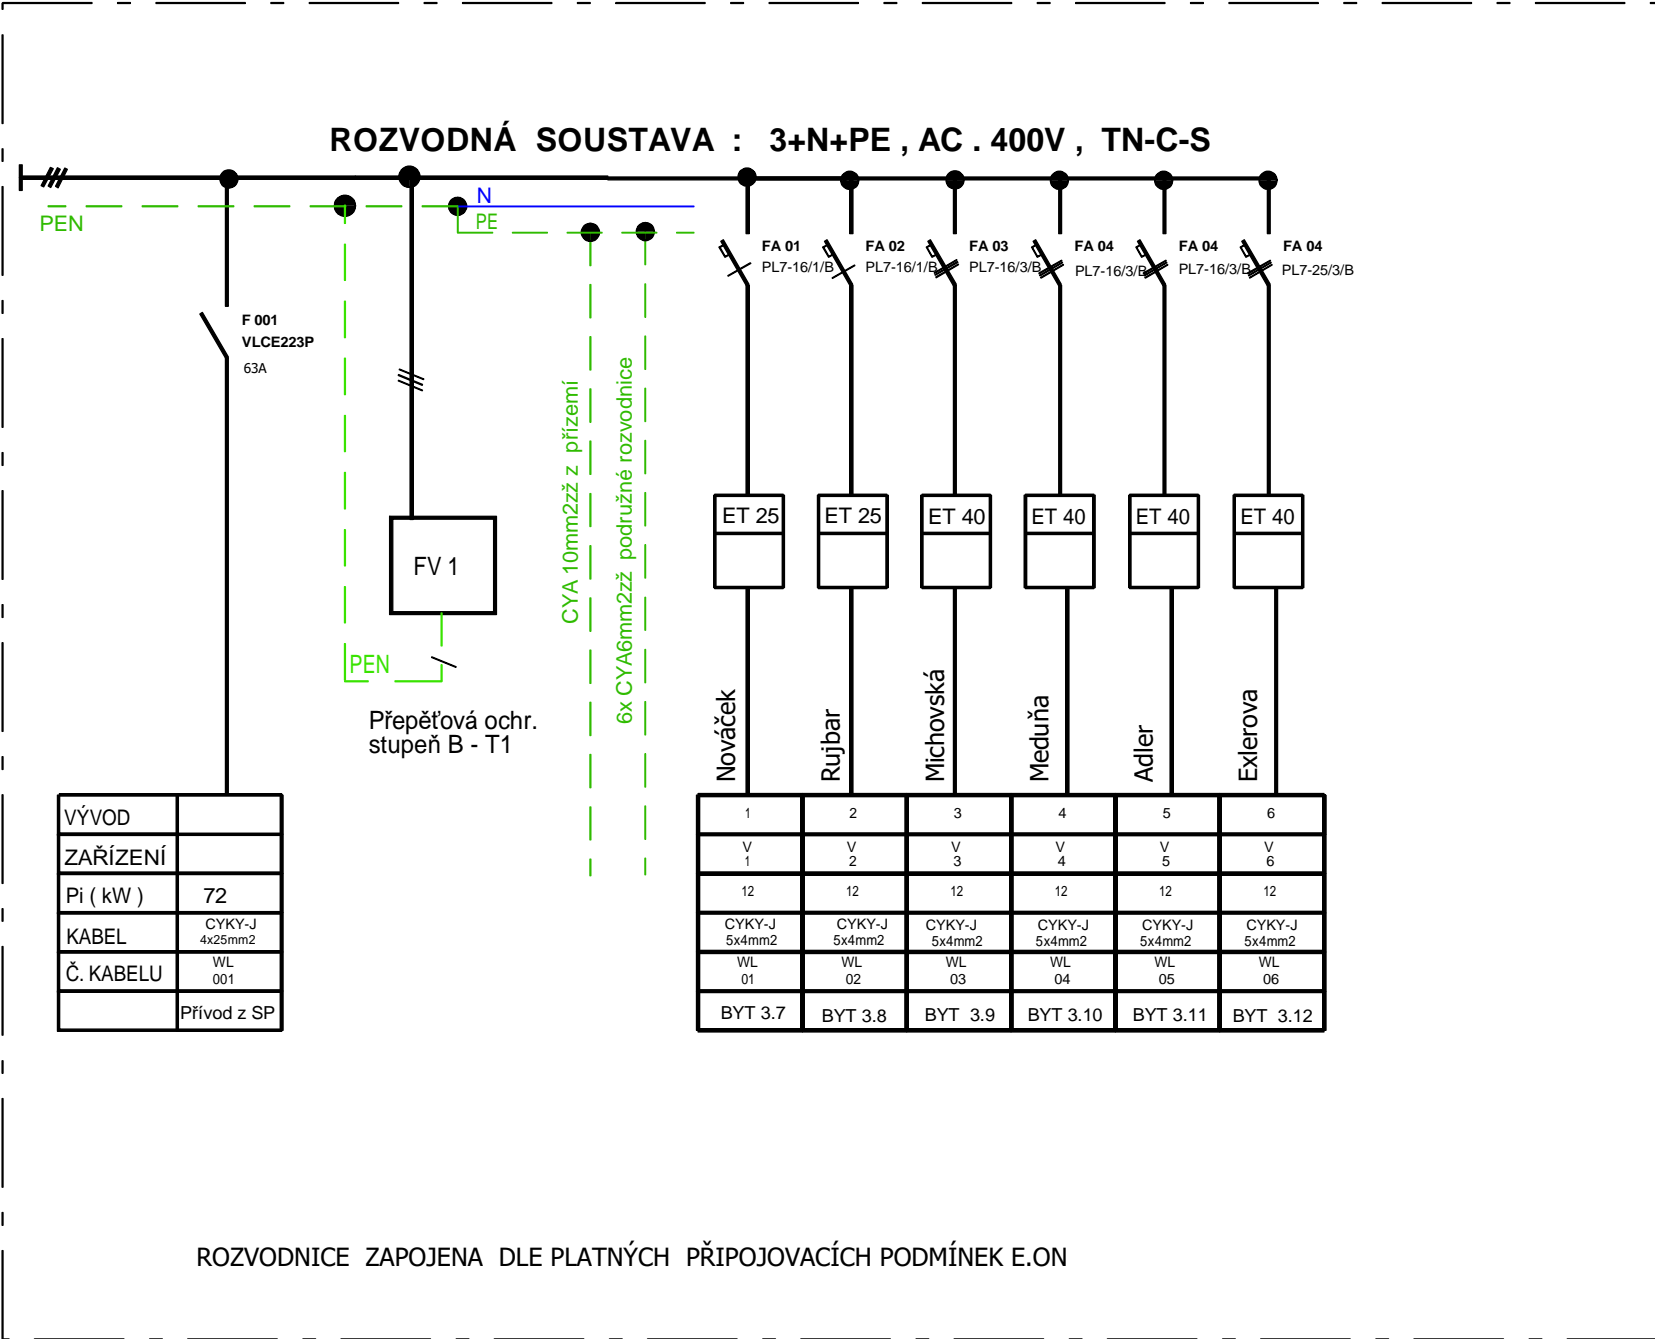 ROZVODNÁ SOUSTAVA : 3+N+PE , AC . 400V , TN-C-S
PEN
N
PE
F 001
VLCE223P
63A
FA 01
PL7-16/1/B
FA 02
PL7-16/1/B
FA 03
PL7-16/3/B
FA 04
PL7-16/3/B
FA 04
PL7-16/3/B
FA 04
PL7-25/3/B
CYA 10mm2zž z přízemí
6x CYA6mm2zž podružné rozvodnice
FV 1
PEN
Přepěťová ochr.
stupeň B - T1
ET 25
ET 25
ET 40
ET 40
ET 40
ET 40
Nováček
Rujbar
Michovská
Meduňa
Adler
Exlerova
VÝVOD
ZAŘÍZENÍ
Pi ( kW ) 72
KABEL CYKY-J
4x25mm2
Č. KABELU WL
001
Přívod z SP
1 2 3 4 5 6
V V V V V V
1 2 3 4 5 6
12 12 12 12 12 12
CYKY-J CYKY-J CYKY-J CYKY-J CYKY-J CYKY-J
5x4mm2 5x4mm2 5x4mm2 5x4mm2 5x4mm2 5x4mm2
WL WL WL WL WL WL
01 02 03 04 05 06
BYT 3.7 BYT 3.8 BYT 3.9 BYT 3.10 BYT 3.11 BYT 3.12
ROZVODNICE ZAPOJENA DLE PLATNÝCH PŘIPOJOVACÍCH PODMÍNEK E.ON